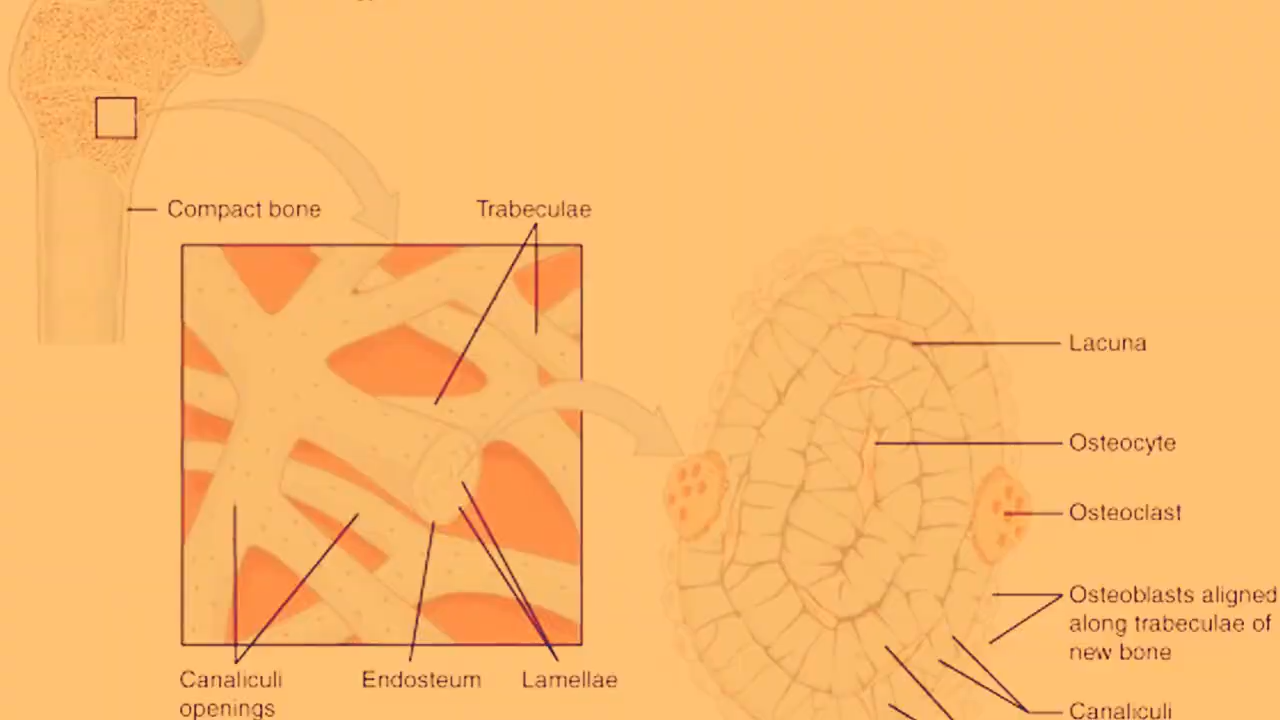 Compact bone
Trabeculae
Lacuna
Osteocyte
Osteoclast
Osteoblasts aligned
along trabeculae of
new bone
Canaliculi
openings
Endosteum
Lamellae
Canaliculi